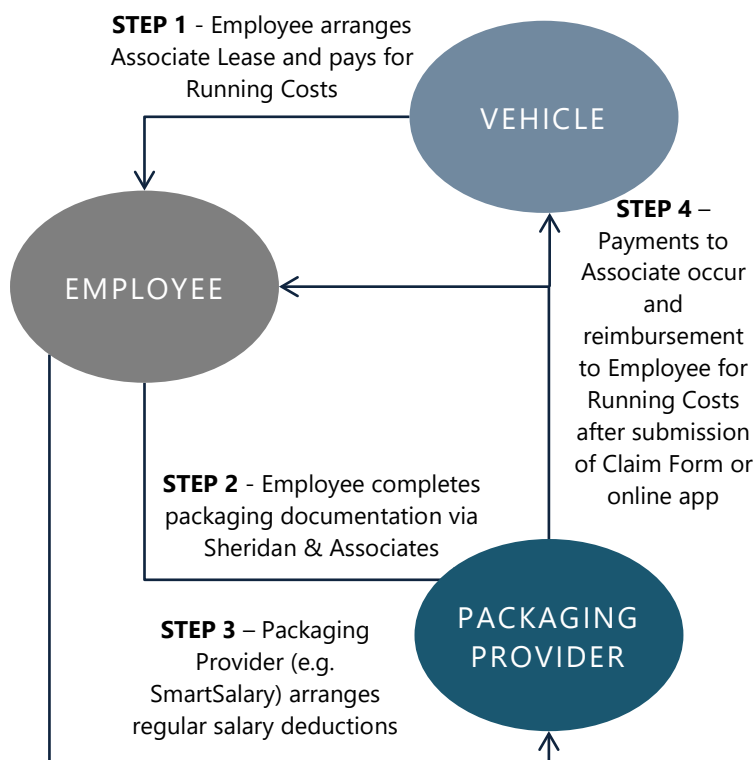 STEP 1 - Employee arranges
Associate Lease and pays for
Running Costs
VEHICLE
EMPLOYEE
STEP 4 –
Payments to
Associate occur
and
reimbursement
to Employee for
Running Costs
after submission
of Claim Form or
online app
STEP 2 - Employee completes
packaging documentation via
Sheridan & Associates
STEP 3 – Packaging
Provider (e.g.
SmartSalary) arranges
regular salary deductions
PACKAGING
PROVIDER